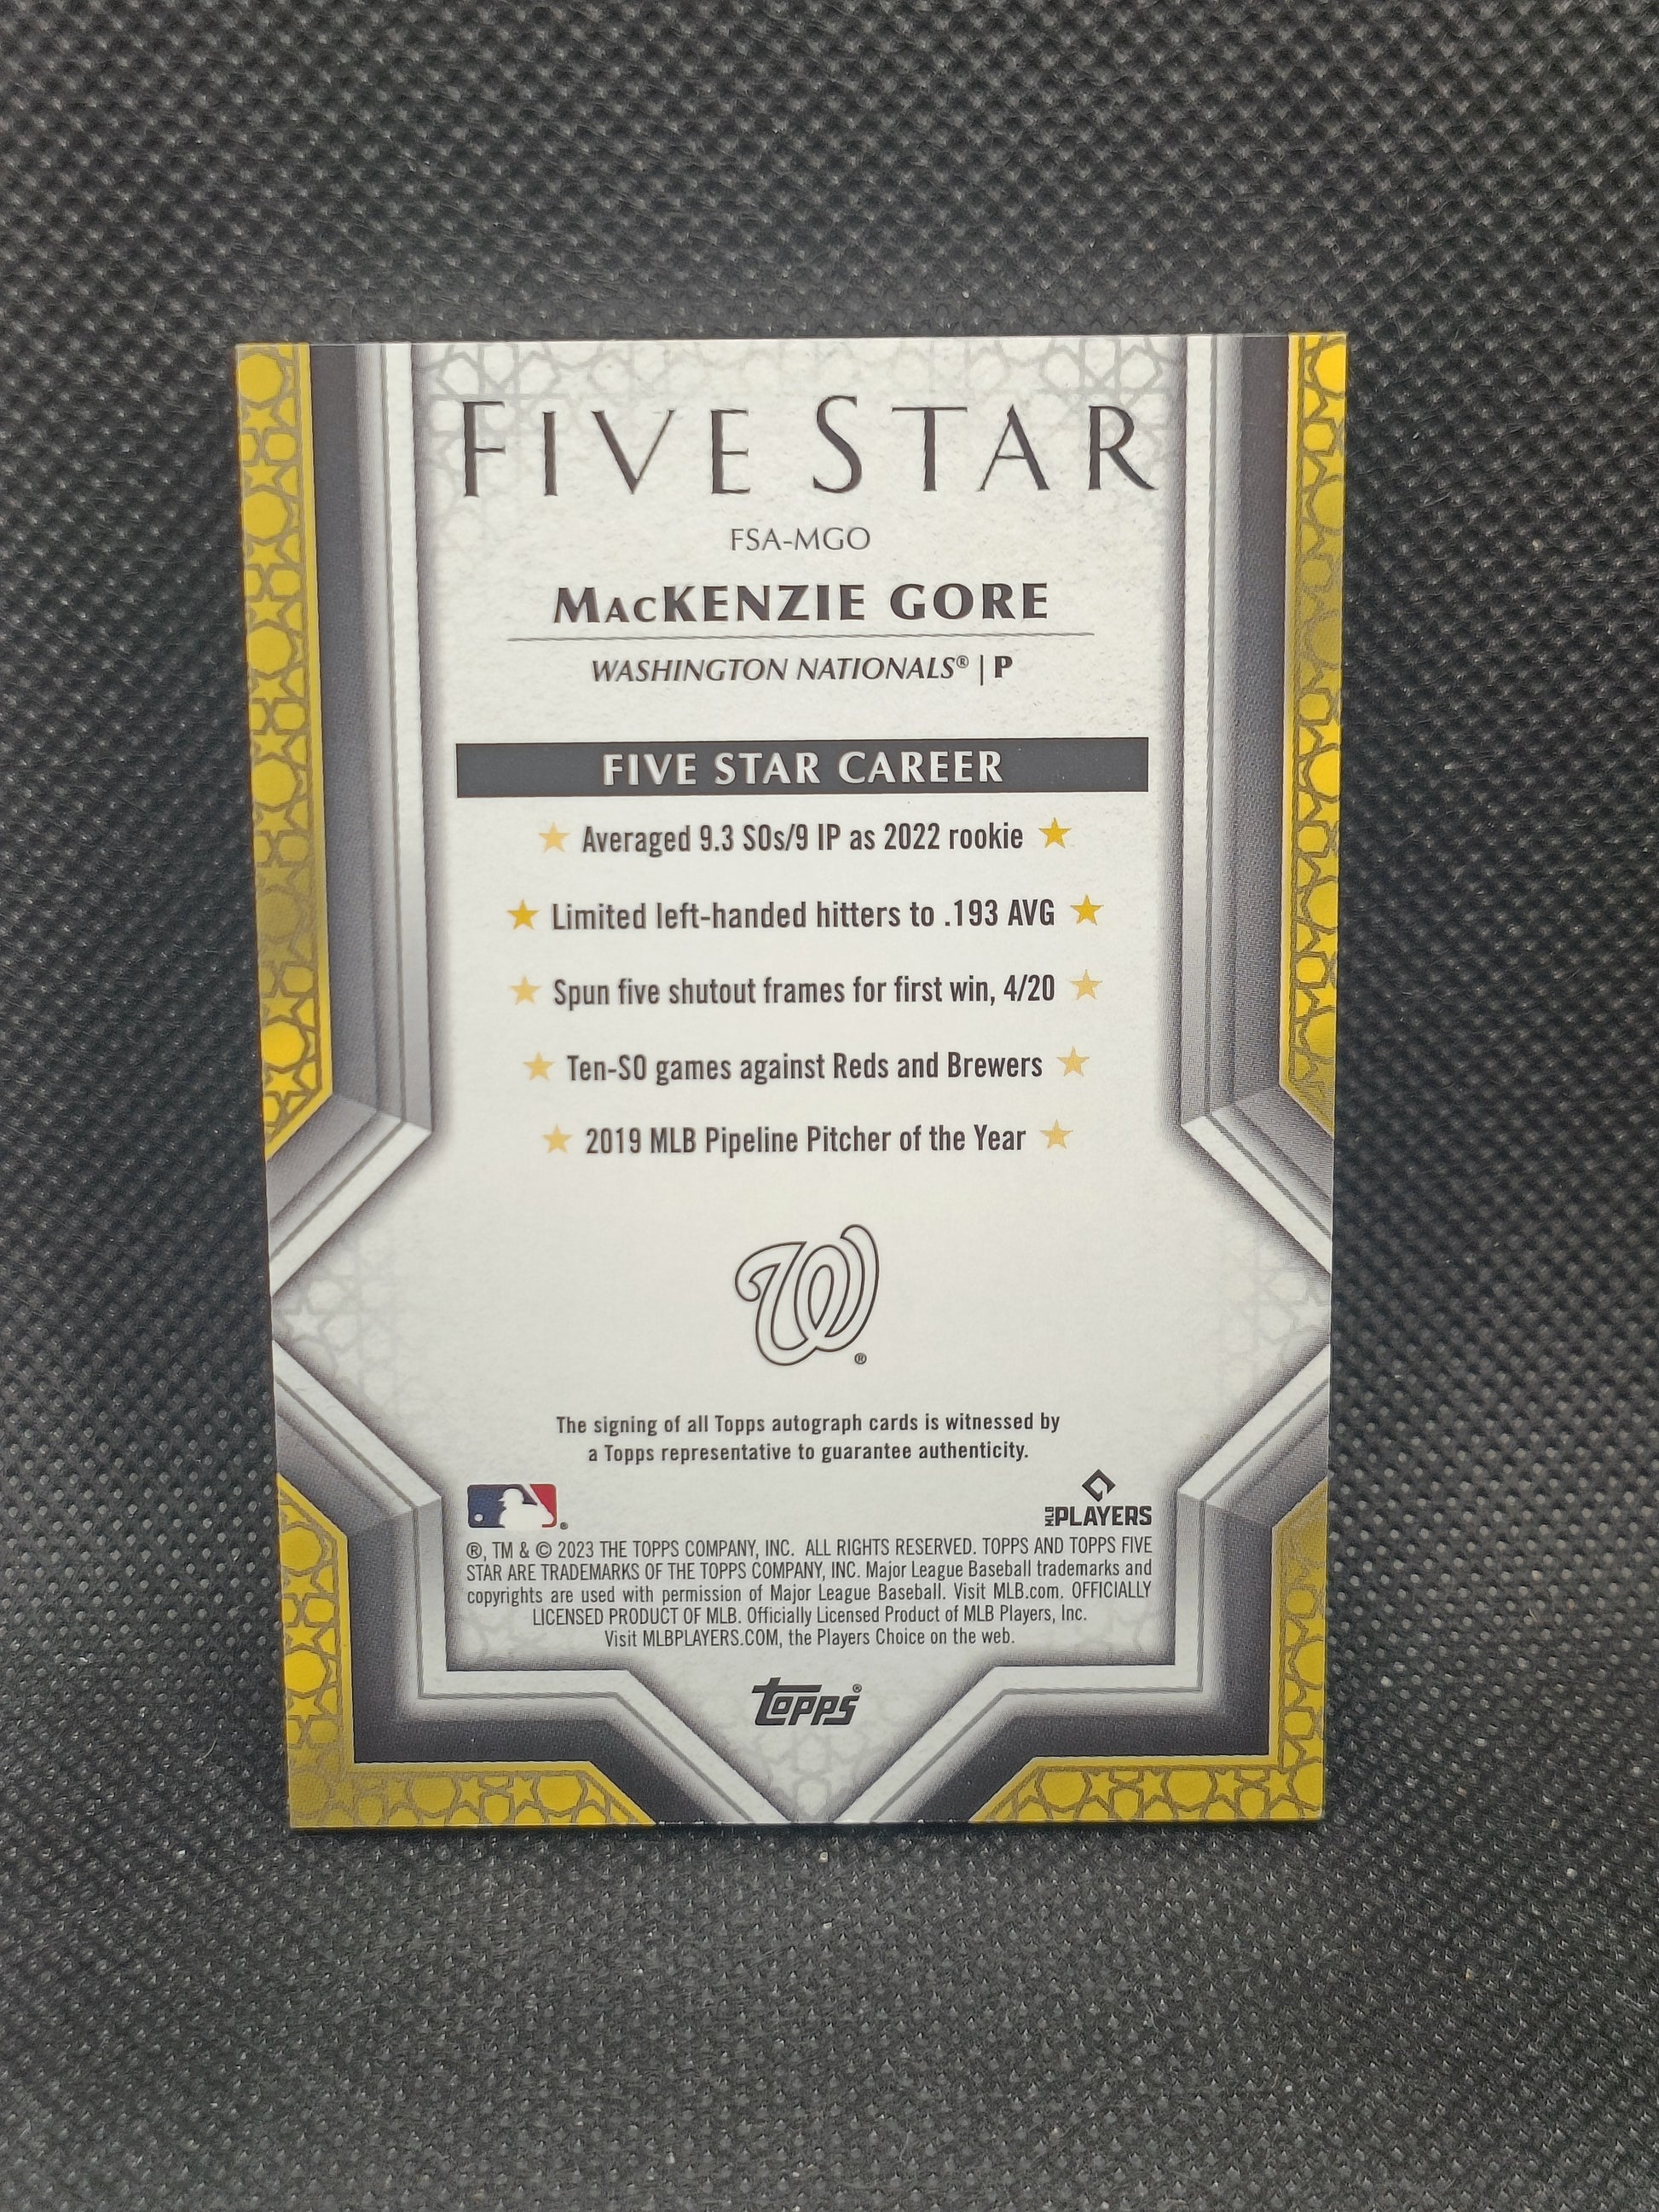 FIVE STAR
FSA-MGO
MacKENZIE GORE
WASHINGTON NATIONALS® | P
FIVE STAR CAREER
★ Averaged 9.3 SOs/9 IP as 2022 rookie ★
★ Limited left-handed hitters to .193 AVG ★
★ Spun five shutout frames for first win, 4/20 ★
★ Ten-SO games against Reds and Brewers ★
★ 2019 MLB Pipeline Pitcher of the Year ★
W®
The signing of all Topps autograph cards is witnessed by
a Topps representative to guarantee authenticity.
MLB PLAYERS
®, TM & © 2023 THE TOPPS COMPANY, INC. ALL RIGHTS RESERVED. TOPPS AND TOPPS FIVE
STAR ARE TRADEMARKS OF THE TOPPS COMPANY, INC. Major League Baseball trademarks and
copyrights are used with permission of Major League Baseball. Visit MLB.com. OFFICIALLY
LICENSED PRODUCT OF MLB. Officially Licensed Product of MLB Players, Inc.
Visit MLBPLAYERS.COM, the Players Choice on the web.
topps®